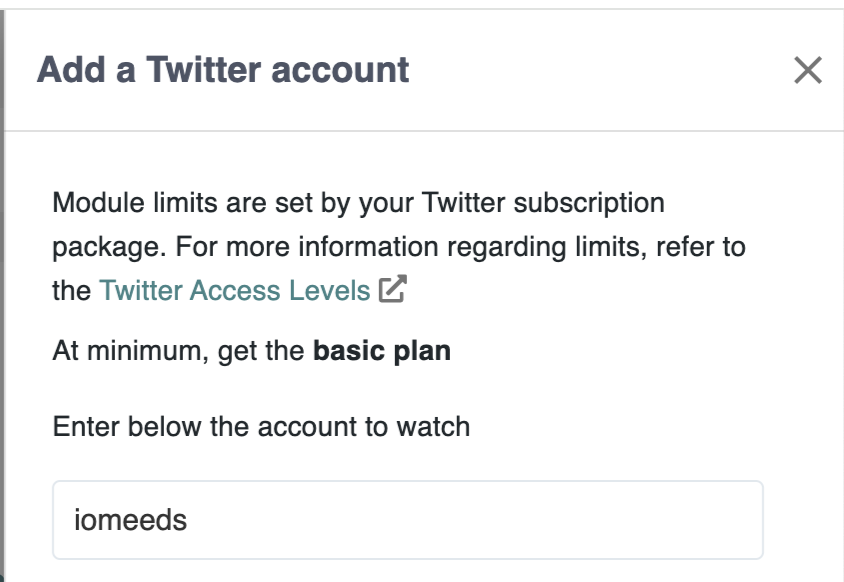 Add a Twitter account
Module limits are set by your Twitter subscription
package. For more information regarding limits, refer to
the Twitter Access Levels
At minimum, get the basic plan
Enter below the account to watch
iomeeds